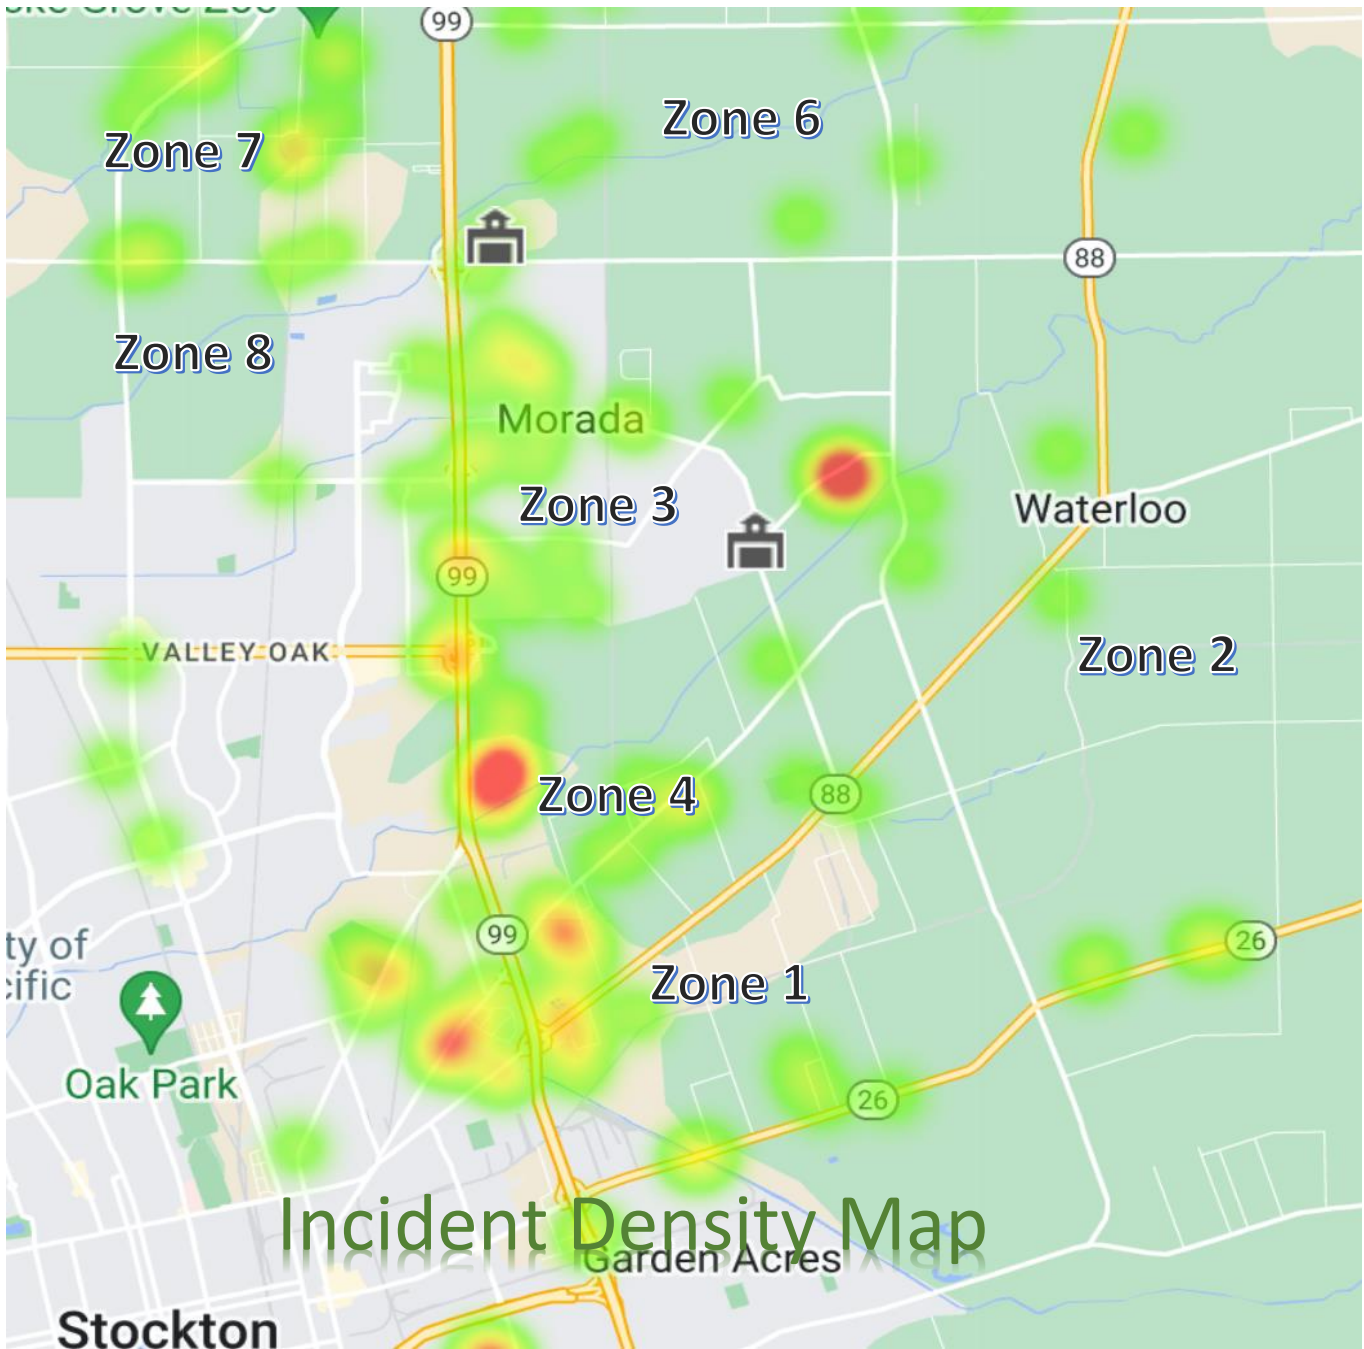 99
Zone 6
Zone 7
88
Zone 8
Morada
Zone 3
Waterloo
99
VALLEY OAK
Zone 2
Zone 4
88
99
ty of
cific
26
Zone 1
Oak Park
26
Incident Density Map
Garden Acres
Stockton